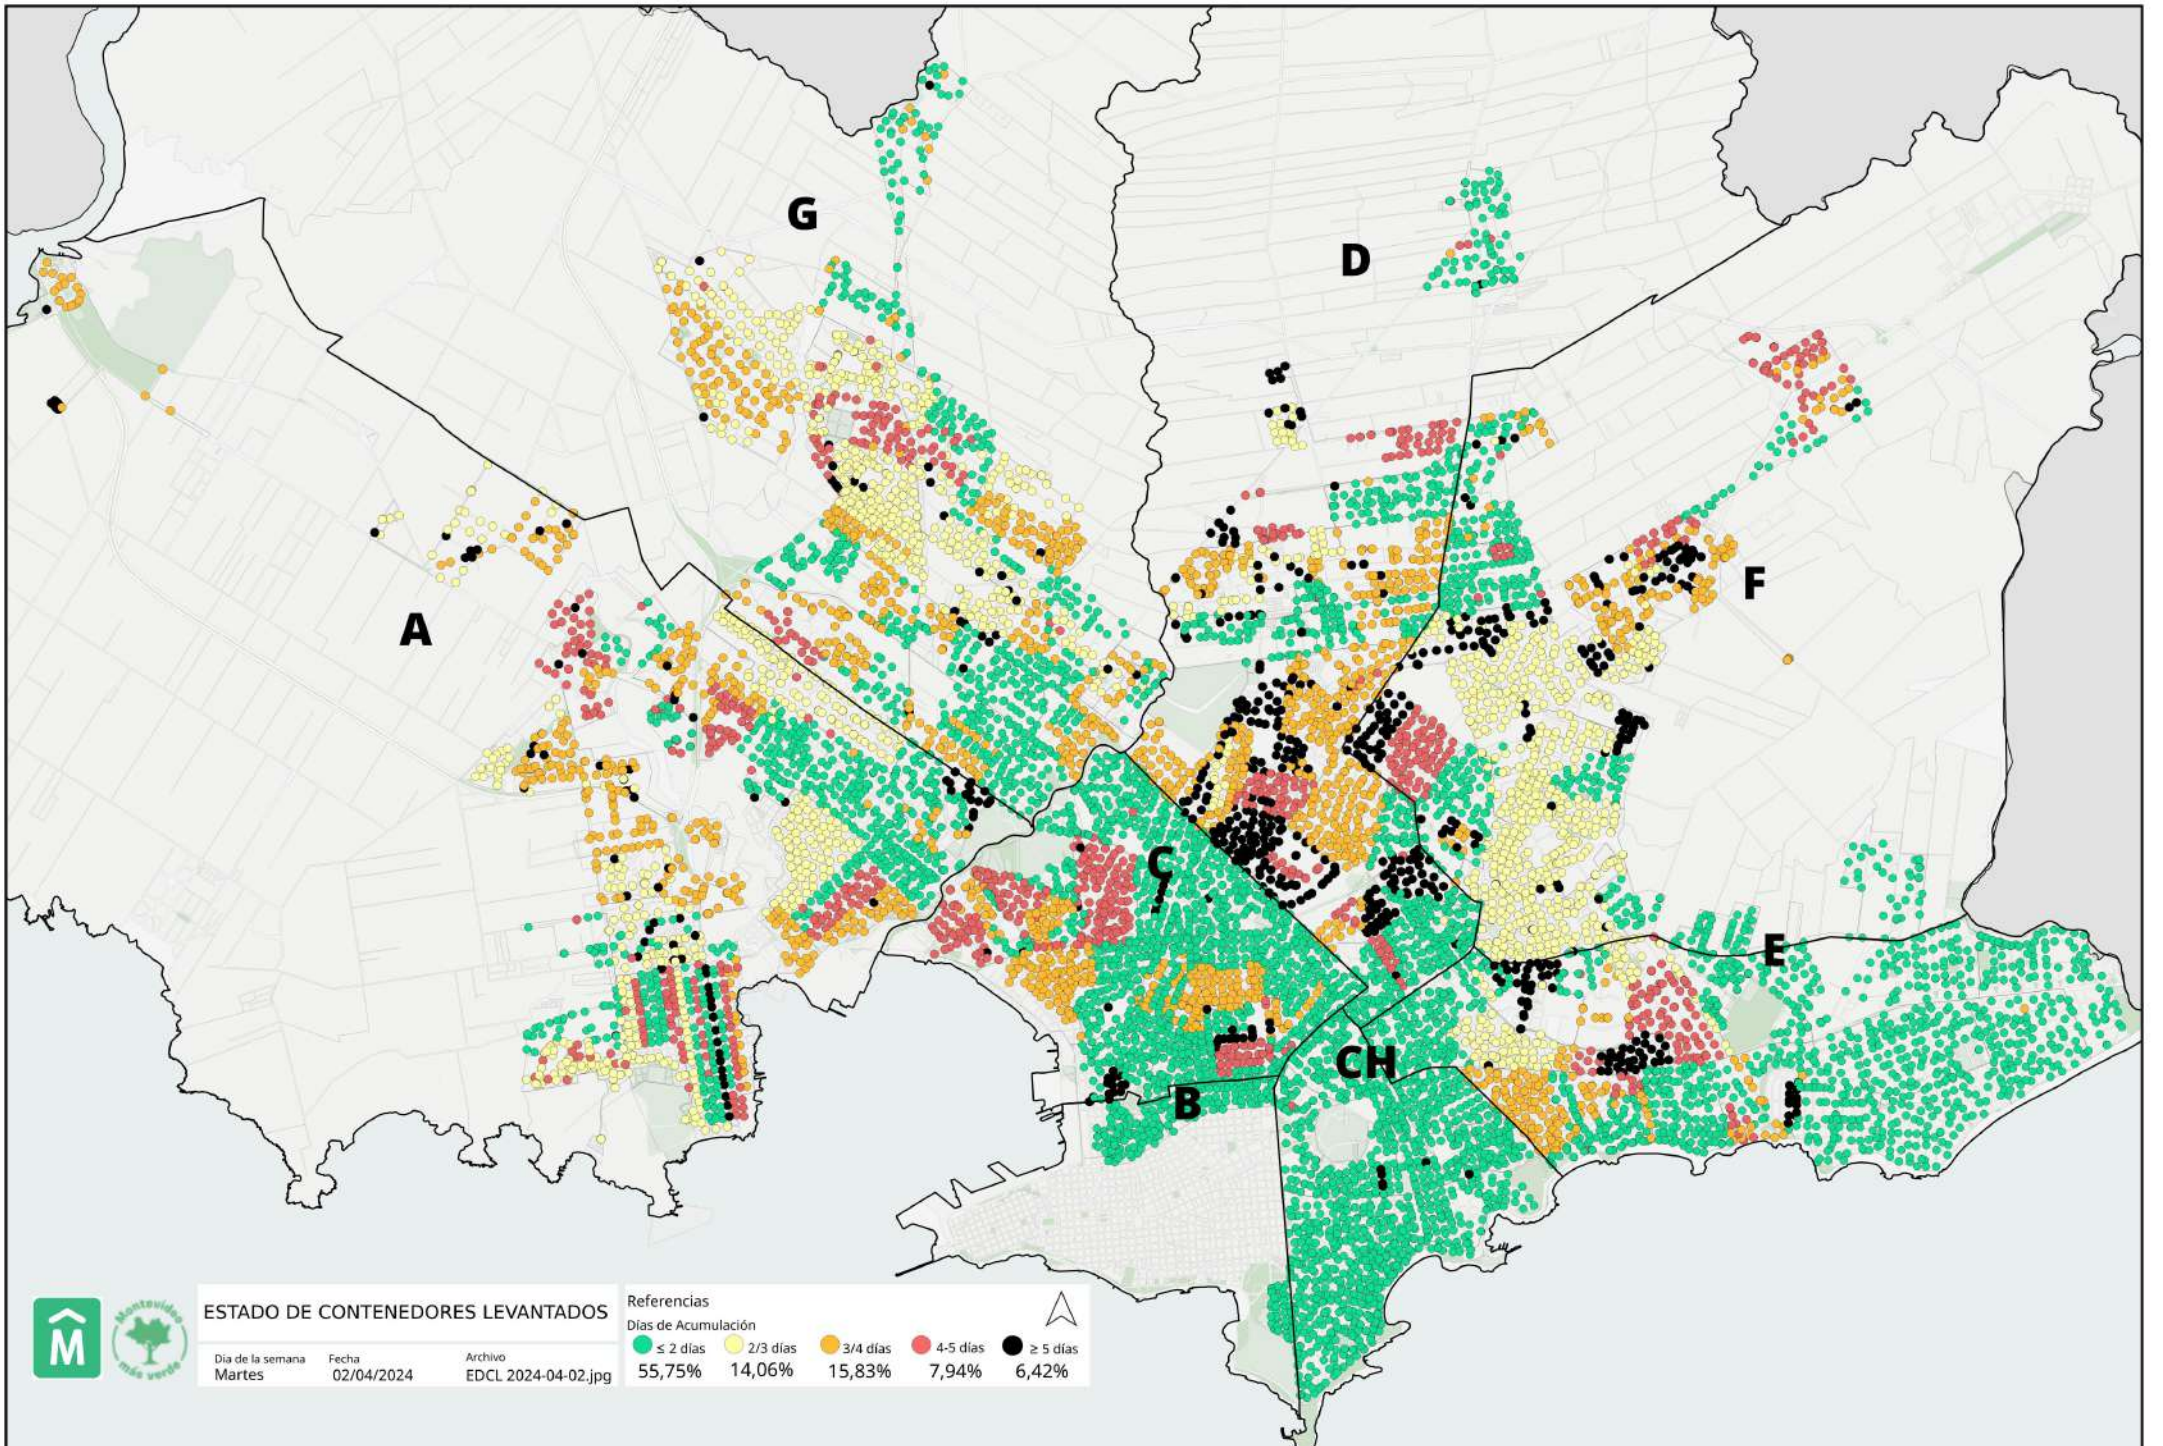 G
D
F
A
C
E
CH
B
M
Montevideo
más verde
ESTADO DE CONTENEDORES LEVANTADOS
Dia de la semana
Martes
Fecha
02/04/2024
Archivo
EDCL 2024-04-02.jpg
Referencias
Días de Acumulación
≤ 2 días
2/3 días
3/4 días
4-5 días
≥ 5 días
55,75%
14,06%
15,83%
7,94%
6,42%